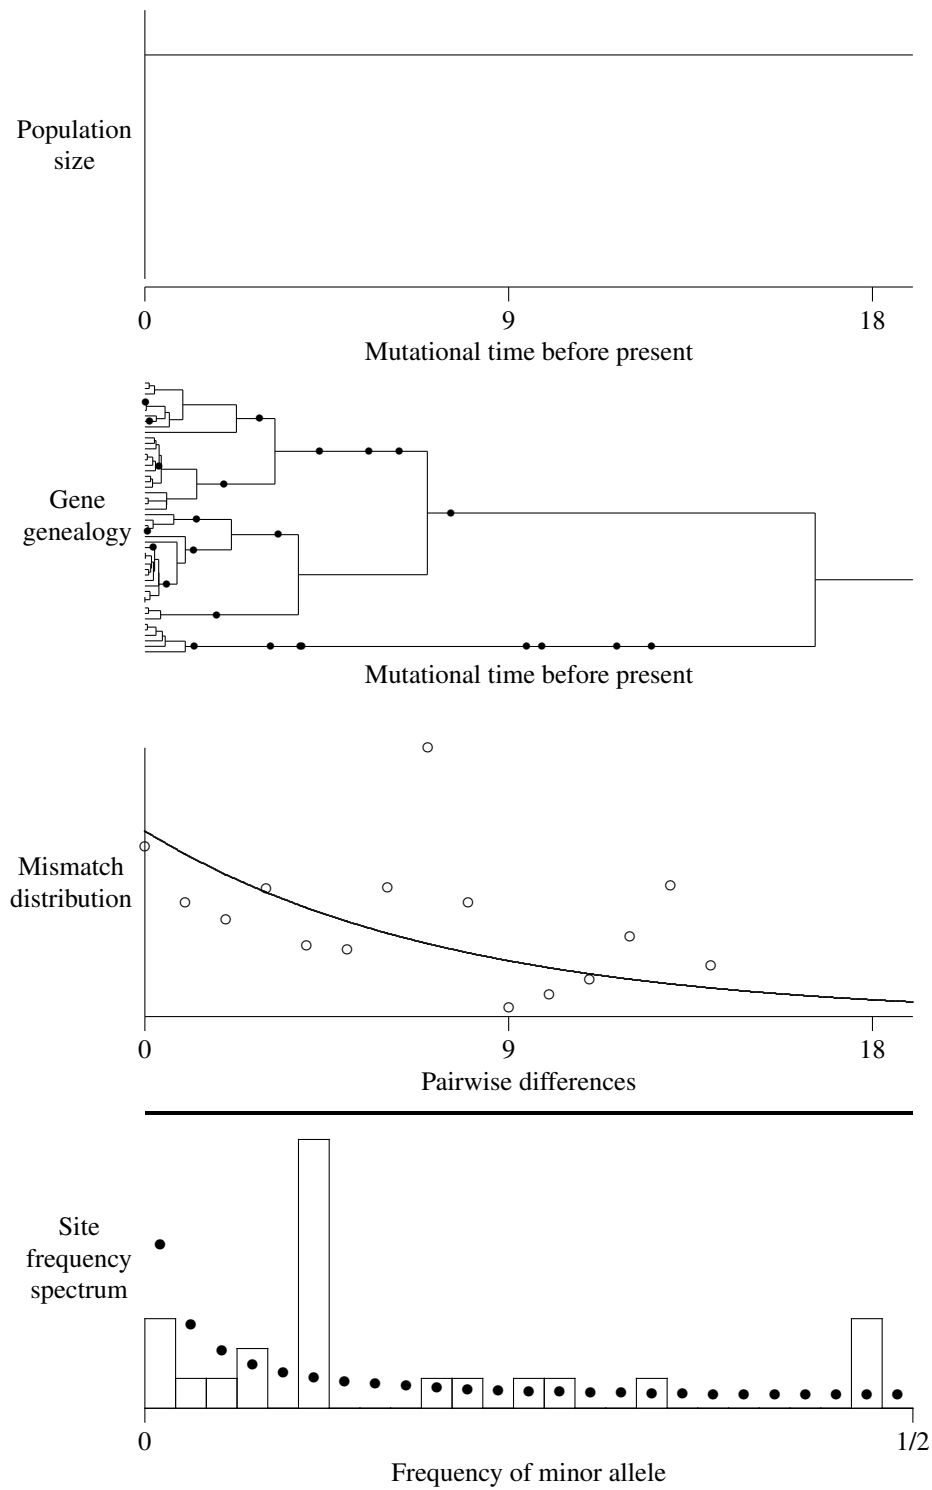 Population
size
0 9 18
Mutational time before present
Gene
genealogy
Mutational time before present
Mismatch
distribution
0 9 18
Pairwise differences
Site
frequency
spectrum
0 1/2
Frequency of minor allele